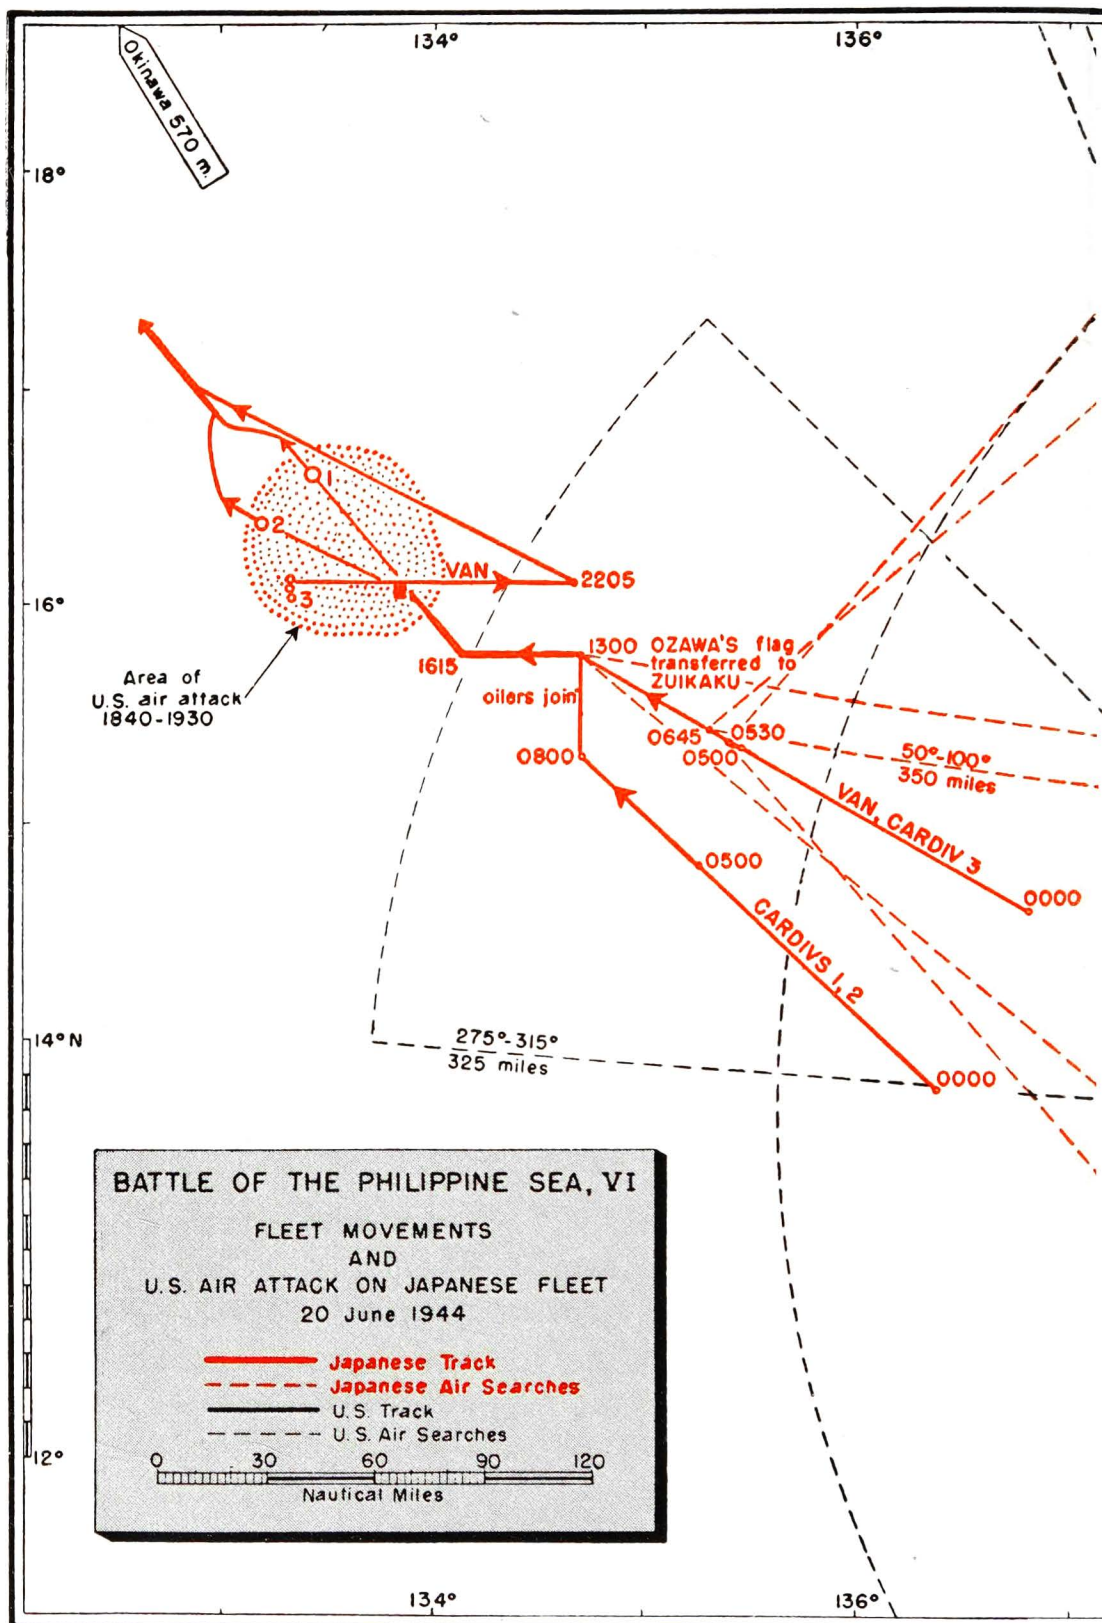 134°
136°
Okinawa 570 m.
18°
1
2
VAN
2205
3
16°
1300 OZAWA'S flag
transferred to
ZUIKAKU
1615
Area of
U.S. air attack
1840-1930
oilers join
0645
0530
0500
0800
50°-100°
350 miles
VAN, CARDIV 3
0500
0000
CARDIVS 1, 2
14°N
275°-315°
325 miles
0000
BATTLE OF THE PHILIPPINE SEA, VI
FLEET MOVEMENTS
AND
U.S. AIR ATTACK ON JAPANESE FLEET
20 June 1944
Japanese Track
Japanese Air Searches
U.S. Track
U.S. Air Searches
0 30 60 90 120
Nautical Miles
12°
134°
136°